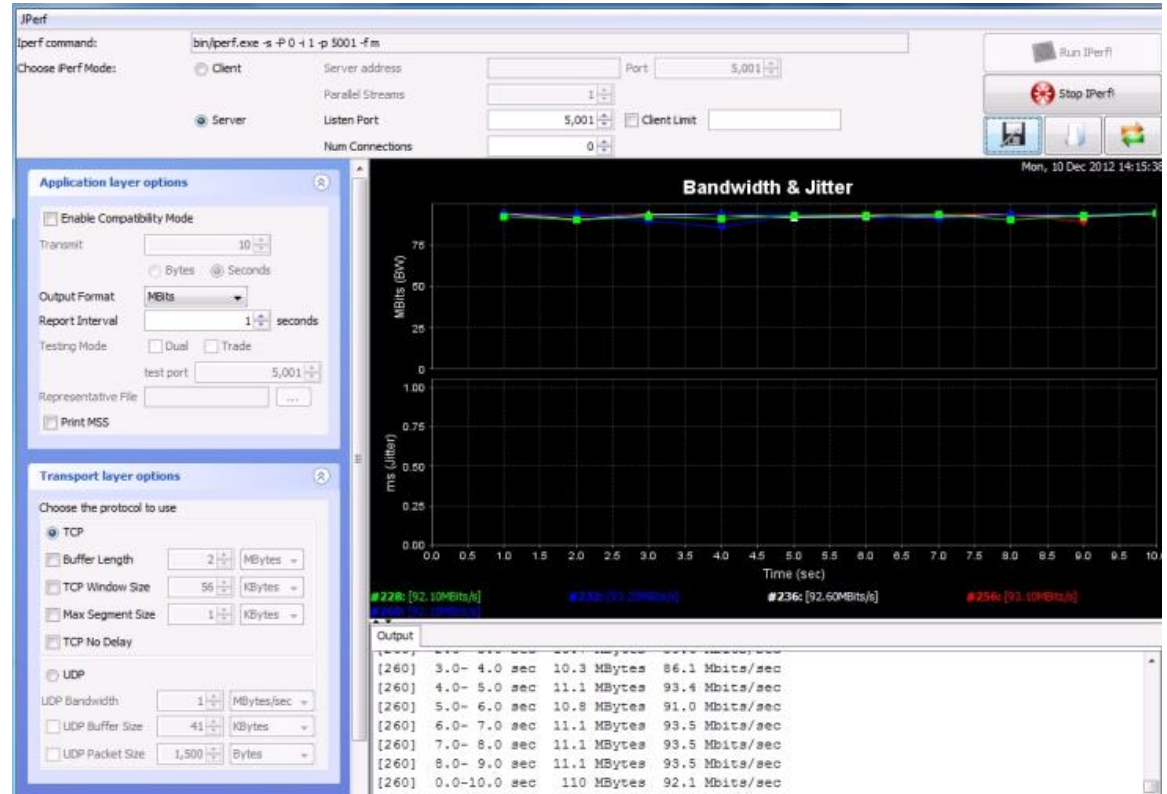 JPerf
Iperf command: bin/iperf.exe -s -P 0 -i 1 -p 5001 -f m
Choose iPerf Mode: Client Server address Port 5,001
Parallel Streams 1
Server Listen Port 5,001 Client Limit
Num Connections 0
Run IPerf!
Stop IPerf!
Application layer options
Enable Compatibility Mode
Transmit 10
Bytes Seconds
Output Format MBits
Report Interval 1 seconds
Testing Mode Dual Trade
test port 5,001
Representative File ...
Print MSS
Transport layer options
Choose the protocol to use
TCP
Buffer Length 2 MBytes
TCP Window Size 56 KBytes
Max Segment Size 1 KBytes
TCP No Delay
UDP
UDP Bandwidth 1 MBytes/sec
UDP Buffer Size 41 KBytes
UDP Packet Size 1,500 Bytes
Mon, 10 Dec 2012 14:15:38
Bandwidth & Jitter
MBits (BW)
75
50
25
0
ms (Jitter)
1.00
0.75
0.50
0.25
0.00
0.0 0.5 1.0 1.5 2.0 2.5 3.0 3.5 4.0 4.5 5.0 5.5 6.0 6.5 7.0 7.5 8.0 8.5 9.0 9.5 10.
Time (sec)
#228: [92.10MBits/s] #232: [93.20MBits/s] #236: [92.60MBits/s] #256: [93.10MBits/s]
#260: [92.10MBits/s]
Output
[260] 3.0- 4.0 sec 10.3 MBytes 86.1 Mbits/sec
[260] 4.0- 5.0 sec 11.1 MBytes 93.4 Mbits/sec
[260] 5.0- 6.0 sec 10.8 MBytes 91.0 Mbits/sec
[260] 6.0- 7.0 sec 11.1 MBytes 93.5 Mbits/sec
[260] 7.0- 8.0 sec 11.1 MBytes 93.5 Mbits/sec
[260] 8.0- 9.0 sec 11.1 MBytes 93.5 Mbits/sec
[260] 0.0-10.0 sec 110 MBytes 92.1 Mbits/sec